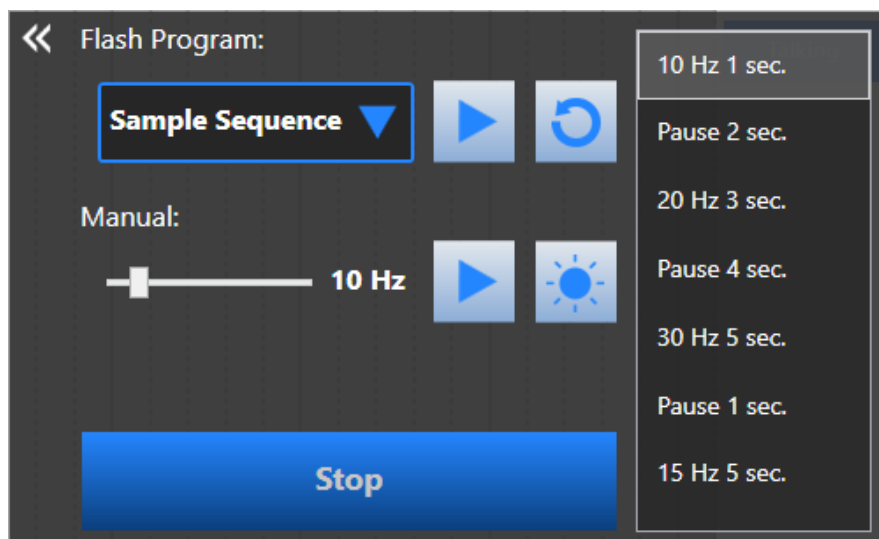 Flash Program:
Sample Sequence
Manual:
10 Hz
Stop
10 Hz 1 sec.
Pause 2 sec.
20 Hz 3 sec.
Pause 4 sec.
30 Hz 5 sec.
Pause 1 sec.
15 Hz 5 sec.